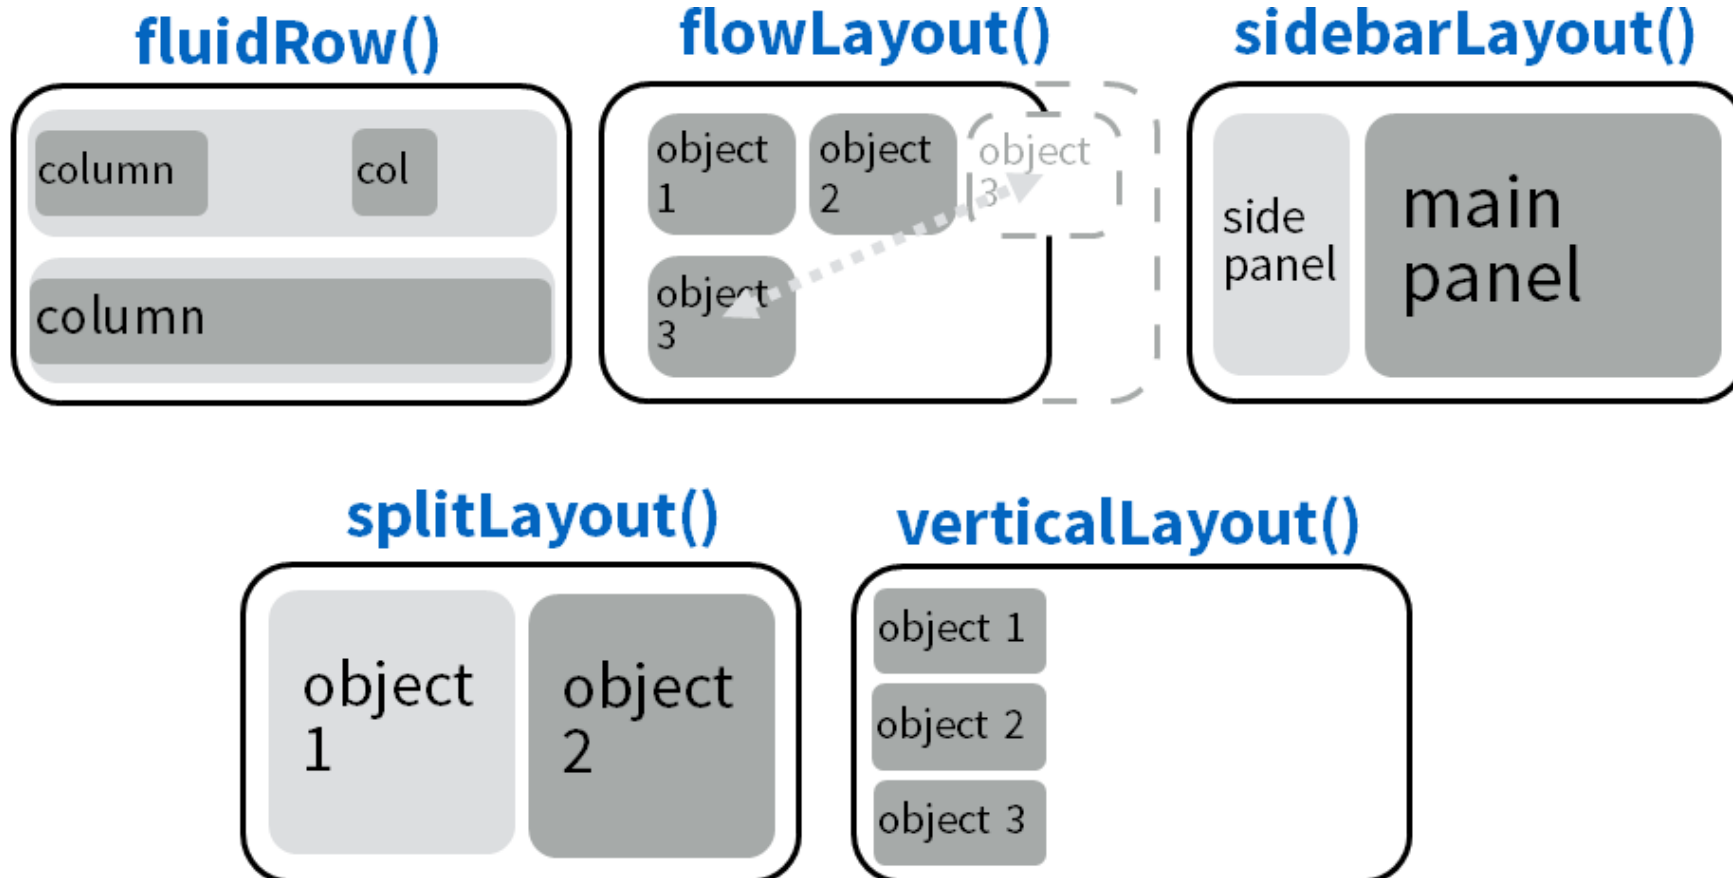 fluidRow()
column
col
column
flowLayout()
object
1
object
2
object
3
object
3
sidebarLayout()
side
panel
main
panel
splitLayout()
object
1
object
2
verticalLayout()
object 1
object 2
object 3